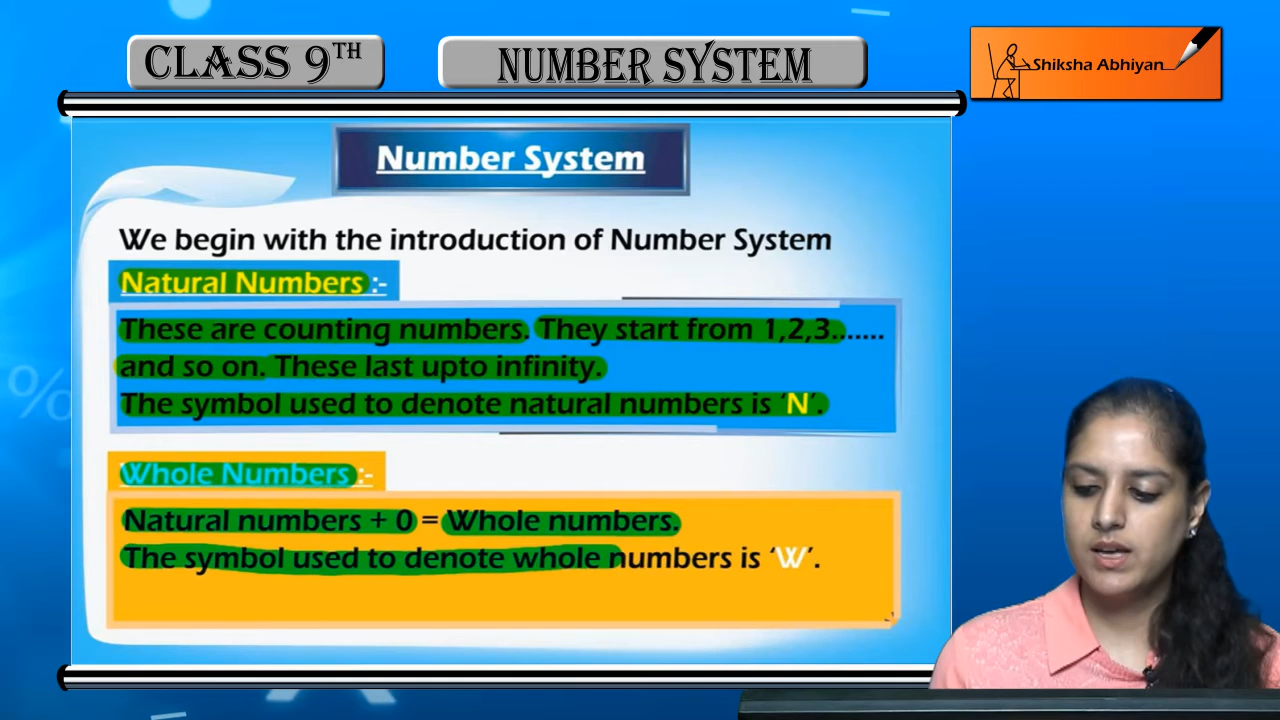 CLASS 9TH
NUMBER SYSTEM
Shiksha Abhiyan
Number System
We begin with the introduction of Number System
Natural Numbers :-
These are counting numbers. They start from 1,2,3.......
and so on. These last upto infinity.
The symbol used to denote natural numbers is ‘N’.
Whole Numbers :-
Natural numbers + 0 = Whole numbers.
The symbol used to denote whole numbers is ‘W’.
%